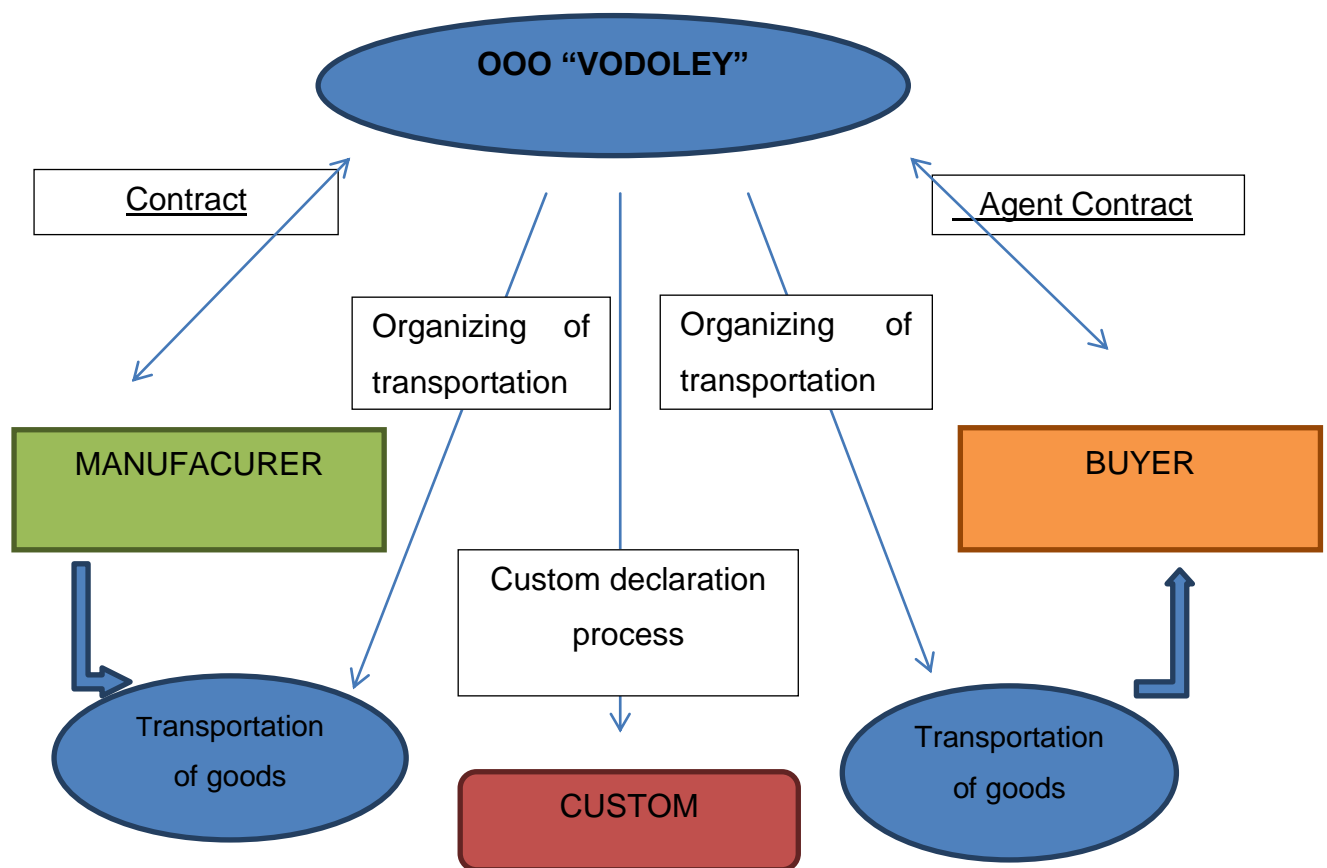 OOO “VODOLEY”
Contract
Agent Contract
Organizing of
transportation
Organizing of
transportation
MANUFACURER
BUYER
Custom declaration
process
Transportation
of goods
Transportation
of goods
CUSTOM